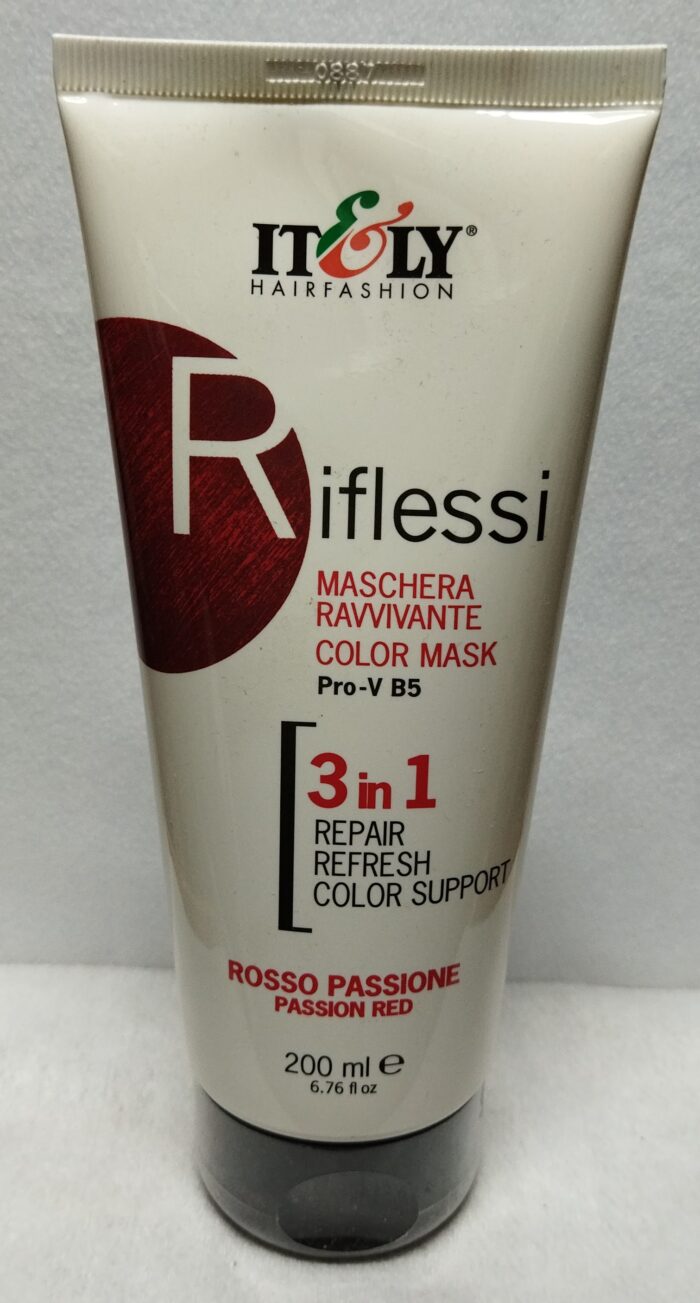 0887
IT&LY®
HAIRFASHION
Riflessi
MASCHERA
RAVVIVANTE
COLOR MASK
Pro-V B5
3 in 1
REPAIR
REFRESH
COLOR SUPPORT
ROSSO PASSIONE
PASSION RED
200 ml ℮
6.76 fl oz